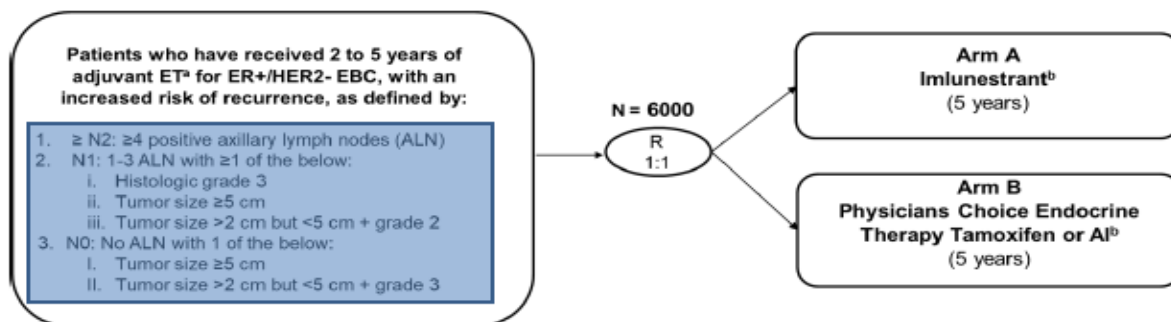 Patients who have received 2 to 5 years of
adjuvant ETᵃ for ER+/HER2- EBC, with an
increased risk of recurrence, as defined by:
1. ≥ N2: ≥4 positive axillary lymph nodes (ALN)
2. N1: 1-3 ALN with ≥1 of the below:
i. Histologic grade 3
ii. Tumor size ≥5 cm
iii. Tumor size >2 cm but <5 cm + grade 2
3. N0: No ALN with 1 of the below:
I. Tumor size ≥5 cm
II. Tumor size >2 cm but <5 cm + grade 3
N = 6000
R
1:1
Arm A
Imlunestrantᵇ
(5 years)
Arm B
Physicians Choice Endocrine
Therapy Tamoxifen or AIᵇ
(5 years)